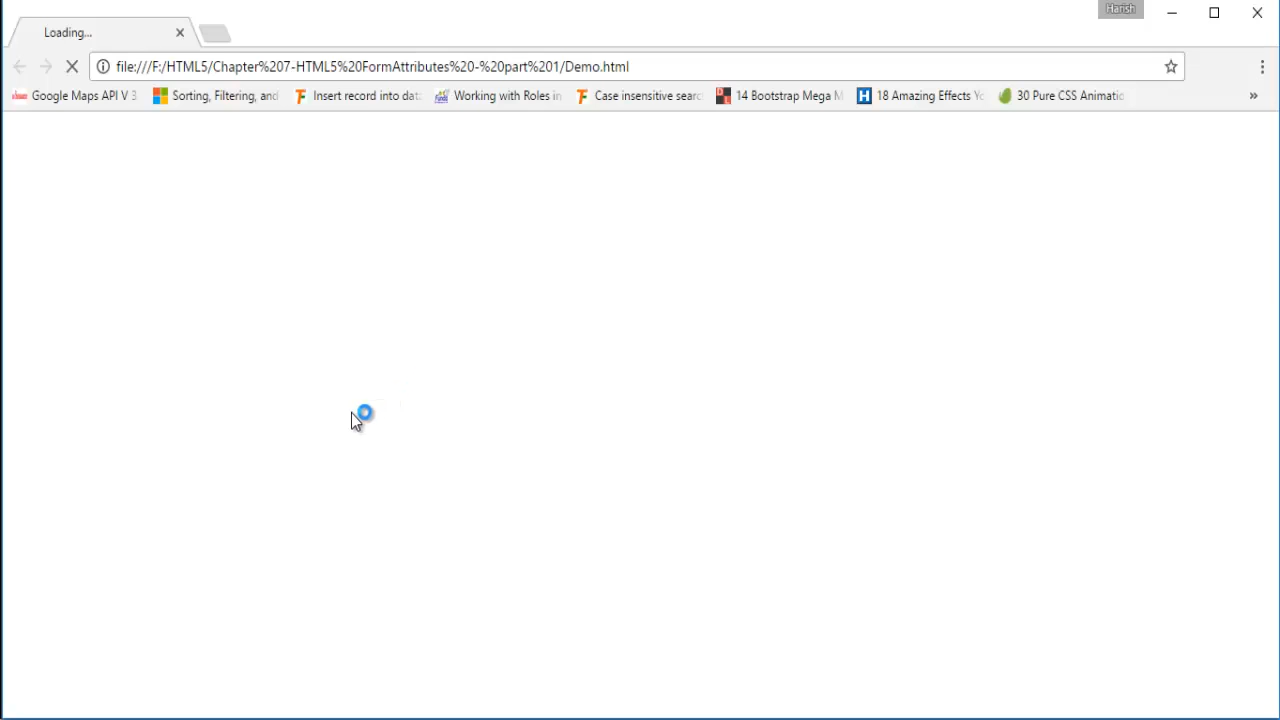 Harish
Loading...
file:///F:/HTML5/Chapter%207-HTML5%20FormAttributes%20-%20part%201/Demo.html
Google Maps API V 3 Sorting, Filtering, and Insert record into dat Working with Roles in Case insensitive searc 14 Bootstrap Mega M 18 Amazing Effects Yo 30 Pure CSS Animatio